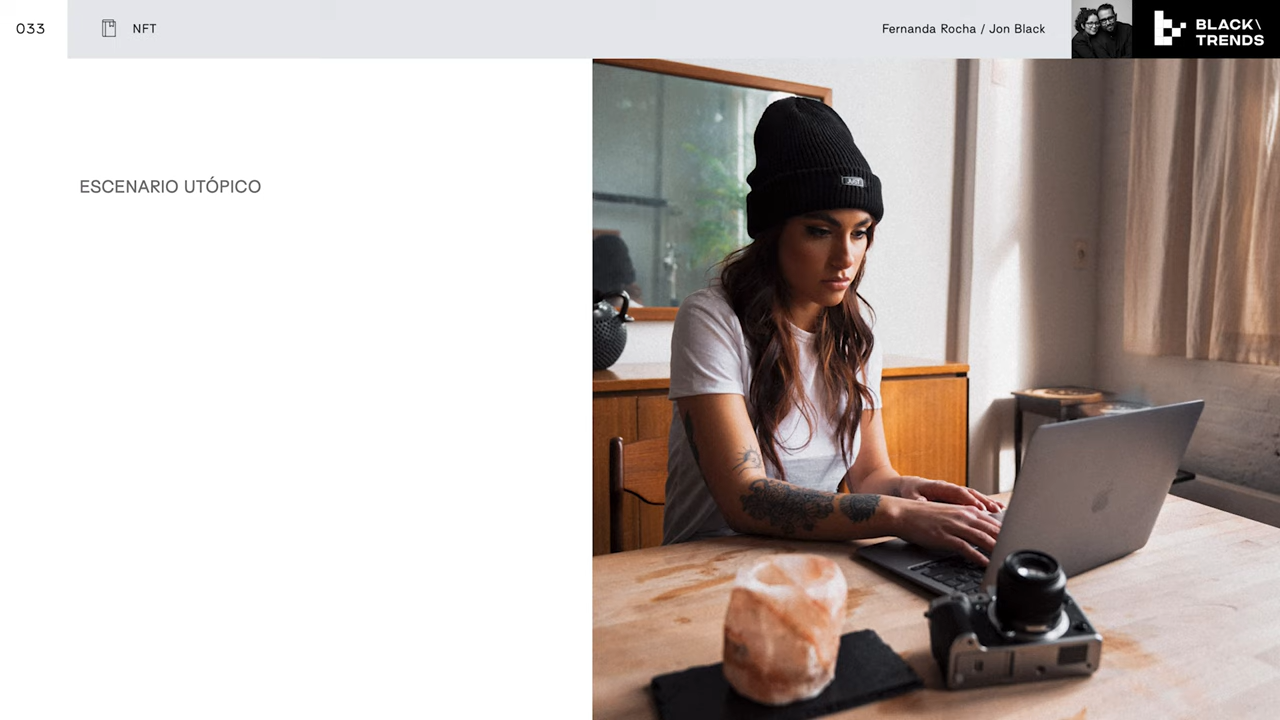 033
NFT
Fernanda Rocha / Jon Black
BLACK\
TRENDS
ESCENARIO UTÓPICO